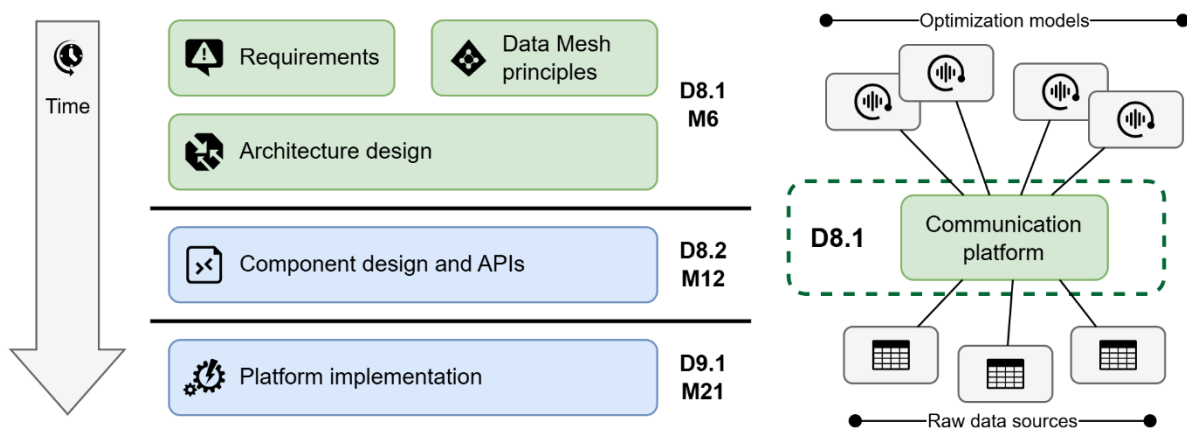 Time
Requirements
Data Mesh
principles
Architecture design
D8.1
M6
Component design and APIs
D8.2
M12
Platform implementation
D9.1
M21
Optimization models
D8.1
Communication
platform
Raw data sources